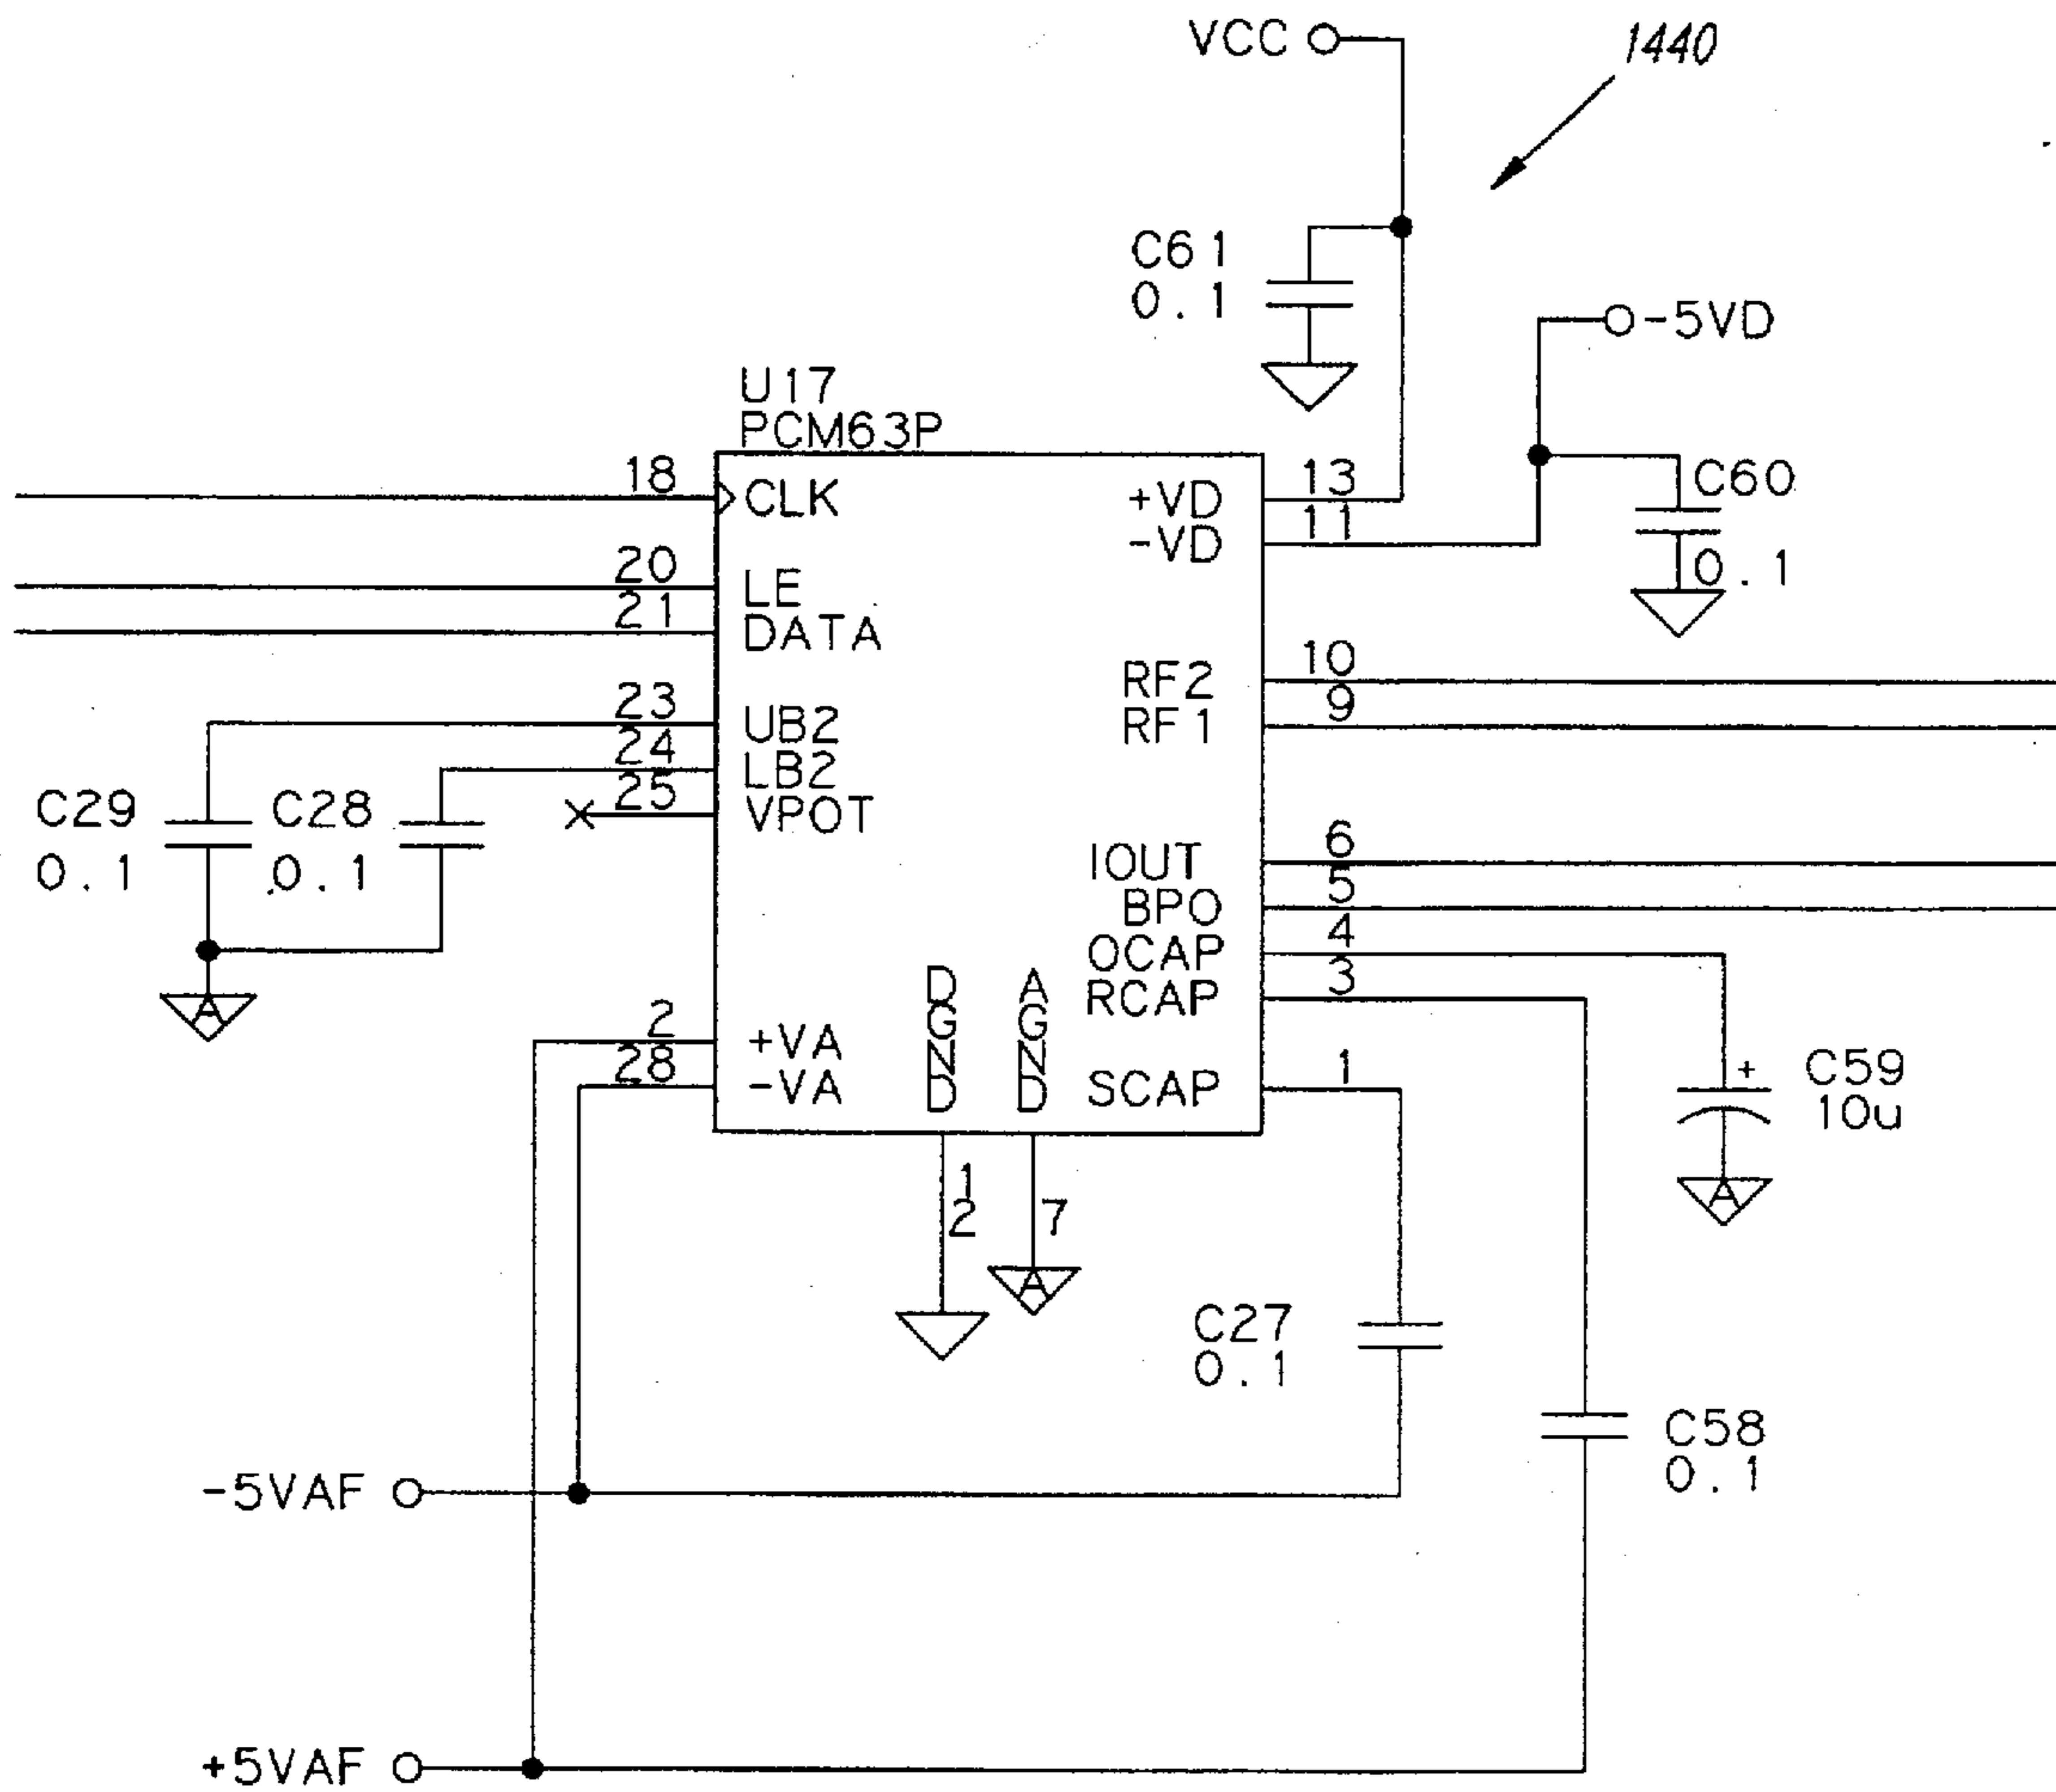 VCC
1440
C61
0.1
-5VD
U17
PCM63P
18
CLK
+VD
13
-VD
11
C60
0.1
20
LE
21
DATA
RF2
10
RF1
9
23
UB2
24
LB2
25
VPOT
C29
0.1
C28
0.1
IOUT
6
BPO
5
OCAP
4
RCAP
3
A
2
+VA
28
-VA
DGND
AGND
SCAP
1
+
C59
10u
A
12
7
A
C27
0.1
C58
0.1
-5VAF
+5VAF